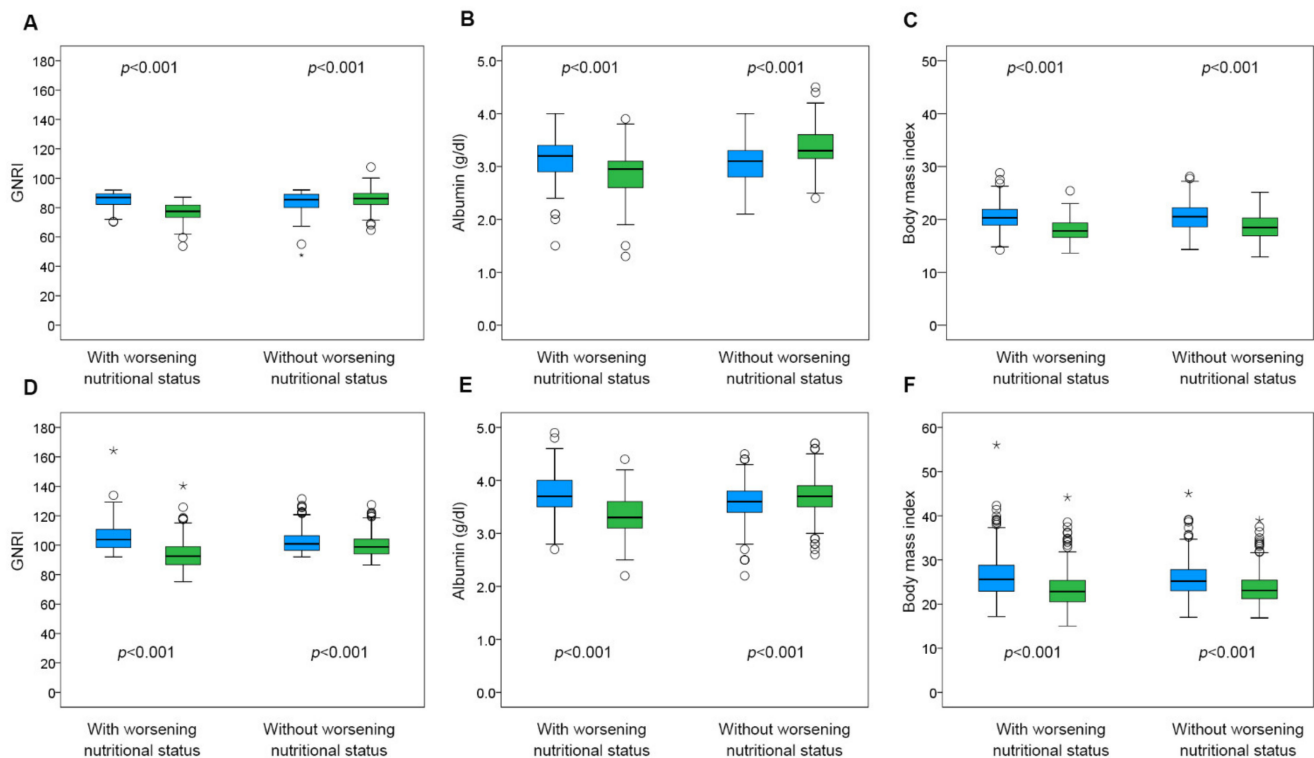 A
GNRI
180
160
140
120
100
80
60
40
20
0
p<0.001
p<0.001
With worsening
nutritional status
Without worsening
nutritional status
B
Albumin (g/dl)
5.0
4.0
3.0
2.0
1.0
0.0
p<0.001
p<0.001
With worsening
nutritional status
Without worsening
nutritional status
C
Body mass index
50
40
30
20
10
0
p<0.001
p<0.001
With worsening
nutritional status
Without worsening
nutritional status
D
GNRI
180
160
140
120
100
80
60
40
20
0
p<0.001
p<0.001
With worsening
nutritional status
Without worsening
nutritional status
E
Albumin (g/dl)
5.0
4.0
3.0
2.0
1.0
0.0
p<0.001
p<0.001
With worsening
nutritional status
Without worsening
nutritional status
F
Body mass index
60
50
40
30
20
10
0
p<0.001
p<0.001
With worsening
nutritional status
Without worsening
nutritional status